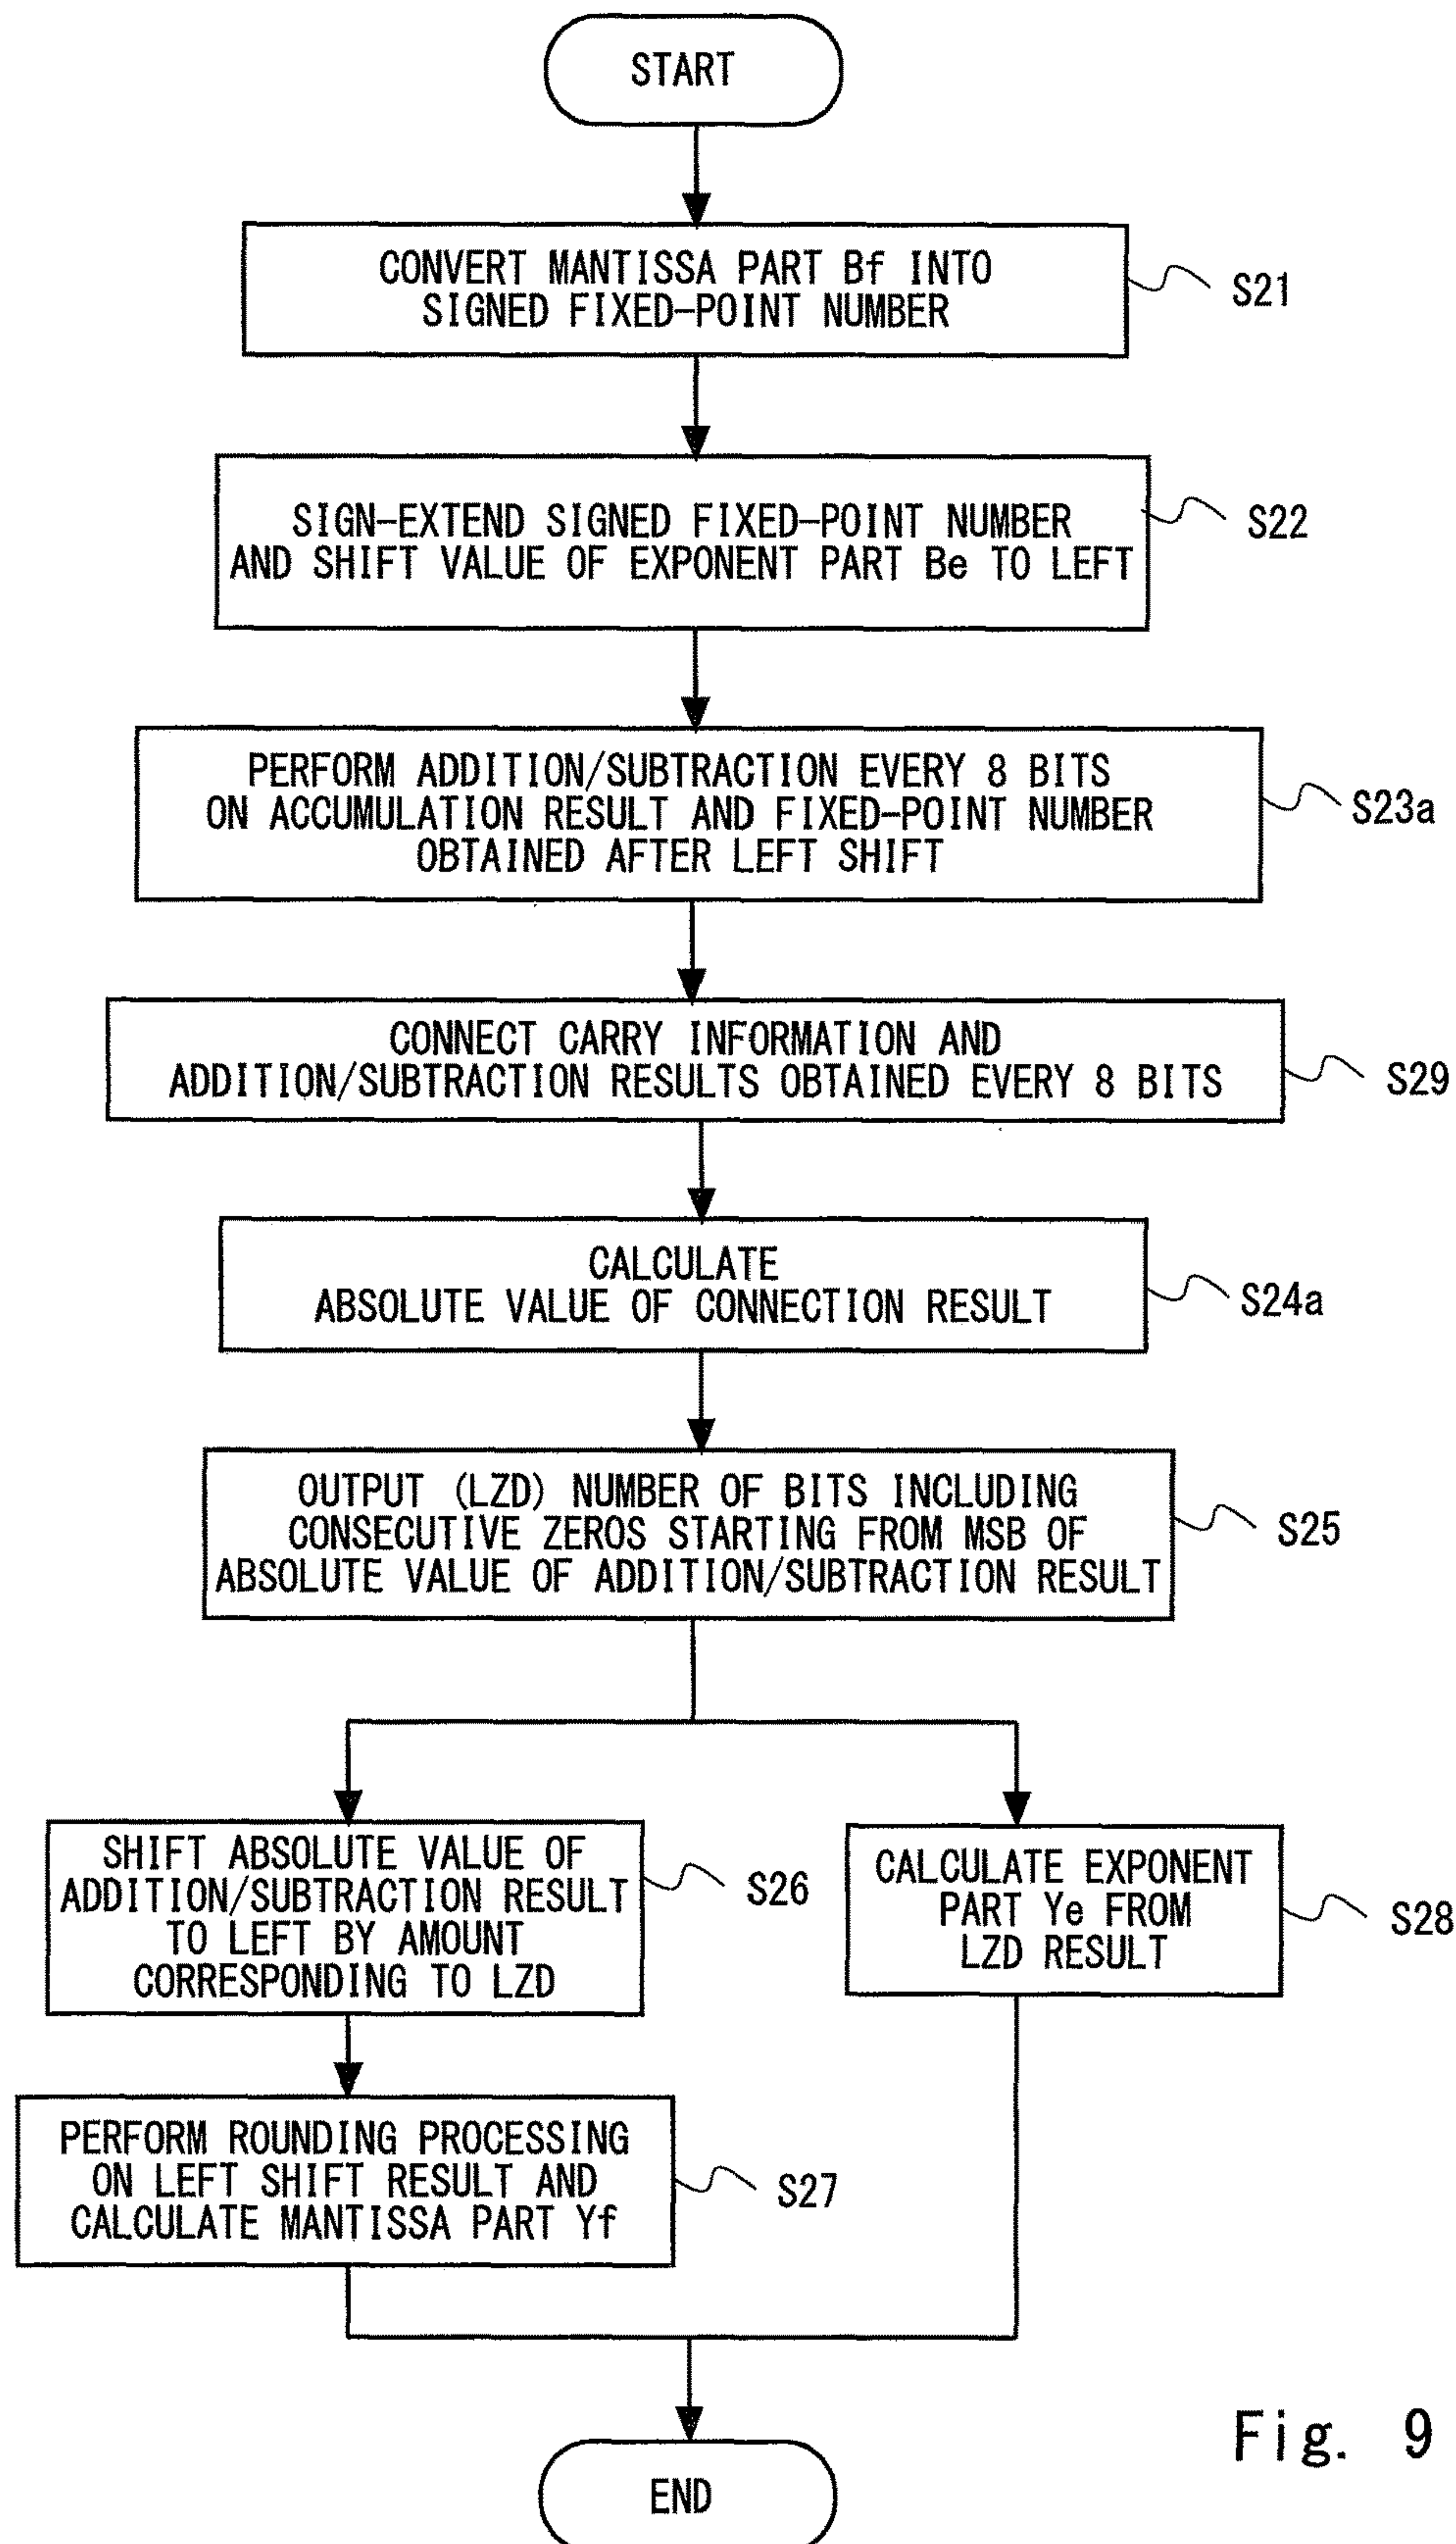 START
CONVERT MANTISSA PART Bf INTO
SIGNED FIXED-POINT NUMBER
S21
SIGN-EXTEND SIGNED FIXED-POINT NUMBER
AND SHIFT VALUE OF EXPONENT PART Be TO LEFT
S22
PERFORM ADDITION/SUBTRACTION EVERY 8 BITS
ON ACCUMULATION RESULT AND FIXED-POINT NUMBER
OBTAINED AFTER LEFT SHIFT
S23a
CONNECT CARRY INFORMATION AND
ADDITION/SUBTRACTION RESULTS OBTAINED EVERY 8 BITS
S29
CALCULATE
ABSOLUTE VALUE OF CONNECTION RESULT
S24a
OUTPUT (LZD) NUMBER OF BITS INCLUDING
CONSECUTIVE ZEROS STARTING FROM MSB OF
ABSOLUTE VALUE OF ADDITION/SUBTRACTION RESULT
S25
SHIFT ABSOLUTE VALUE OF
ADDITION/SUBTRACTION RESULT
TO LEFT BY AMOUNT
CORRESPONDING TO LZD
S26
CALCULATE EXPONENT
PART Ye FROM
LZD RESULT
S28
PERFORM ROUNDING PROCESSING
ON LEFT SHIFT RESULT AND
CALCULATE MANTISSA PART Yf
S27
END
Fig. 9